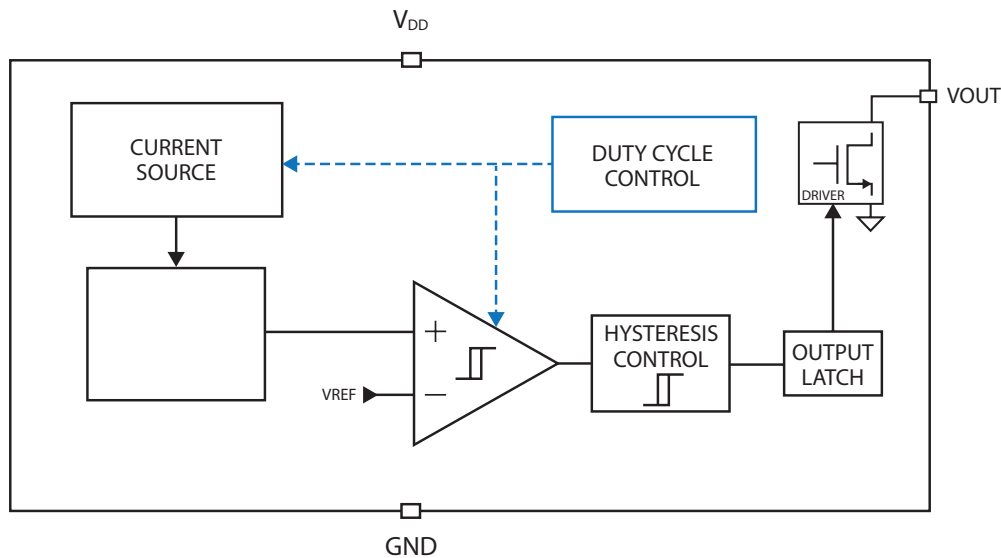 VDD
VOUT
CURRENT
SOURCE
DUTY CYCLE
CONTROL
DRIVER
+
HYSTERESIS
CONTROL
OUTPUT
LATCH
VREF
−
GND